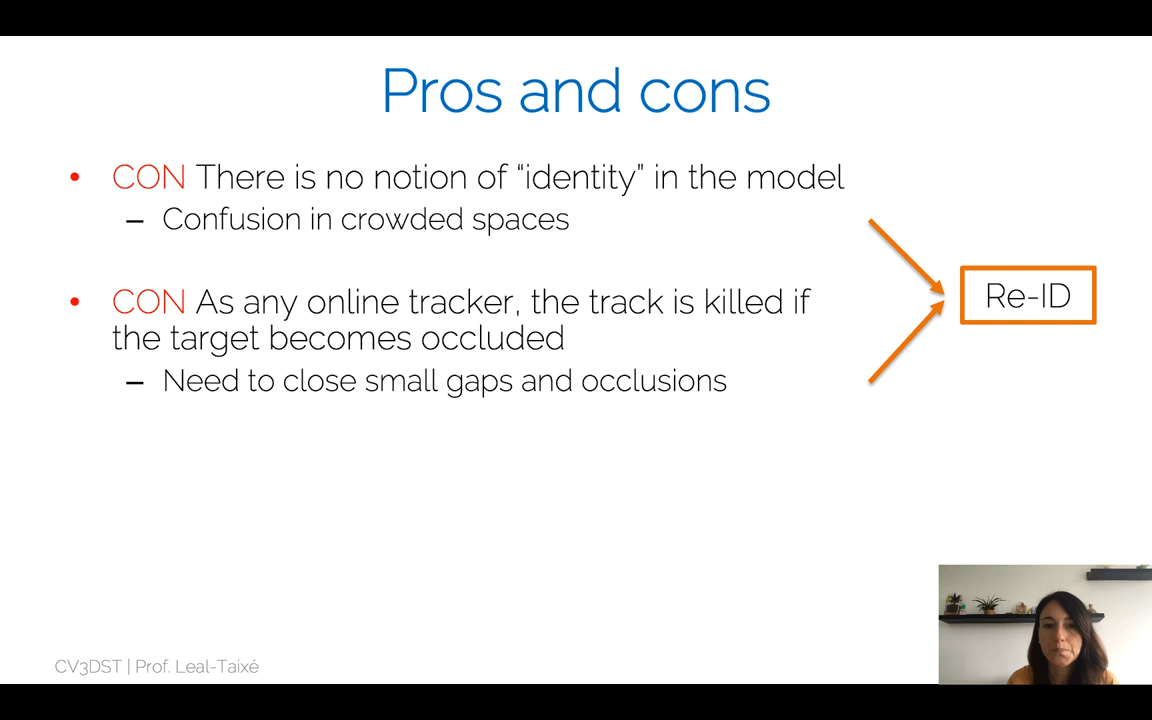 Pros and cons
• CON There is no notion of “identity” in the model
– Confusion in crowded spaces
• CON As any online tracker, the track is killed if
the target becomes occluded
– Need to close small gaps and occlusions
Re-ID
CV3DST | Prof. Leal-Taixé